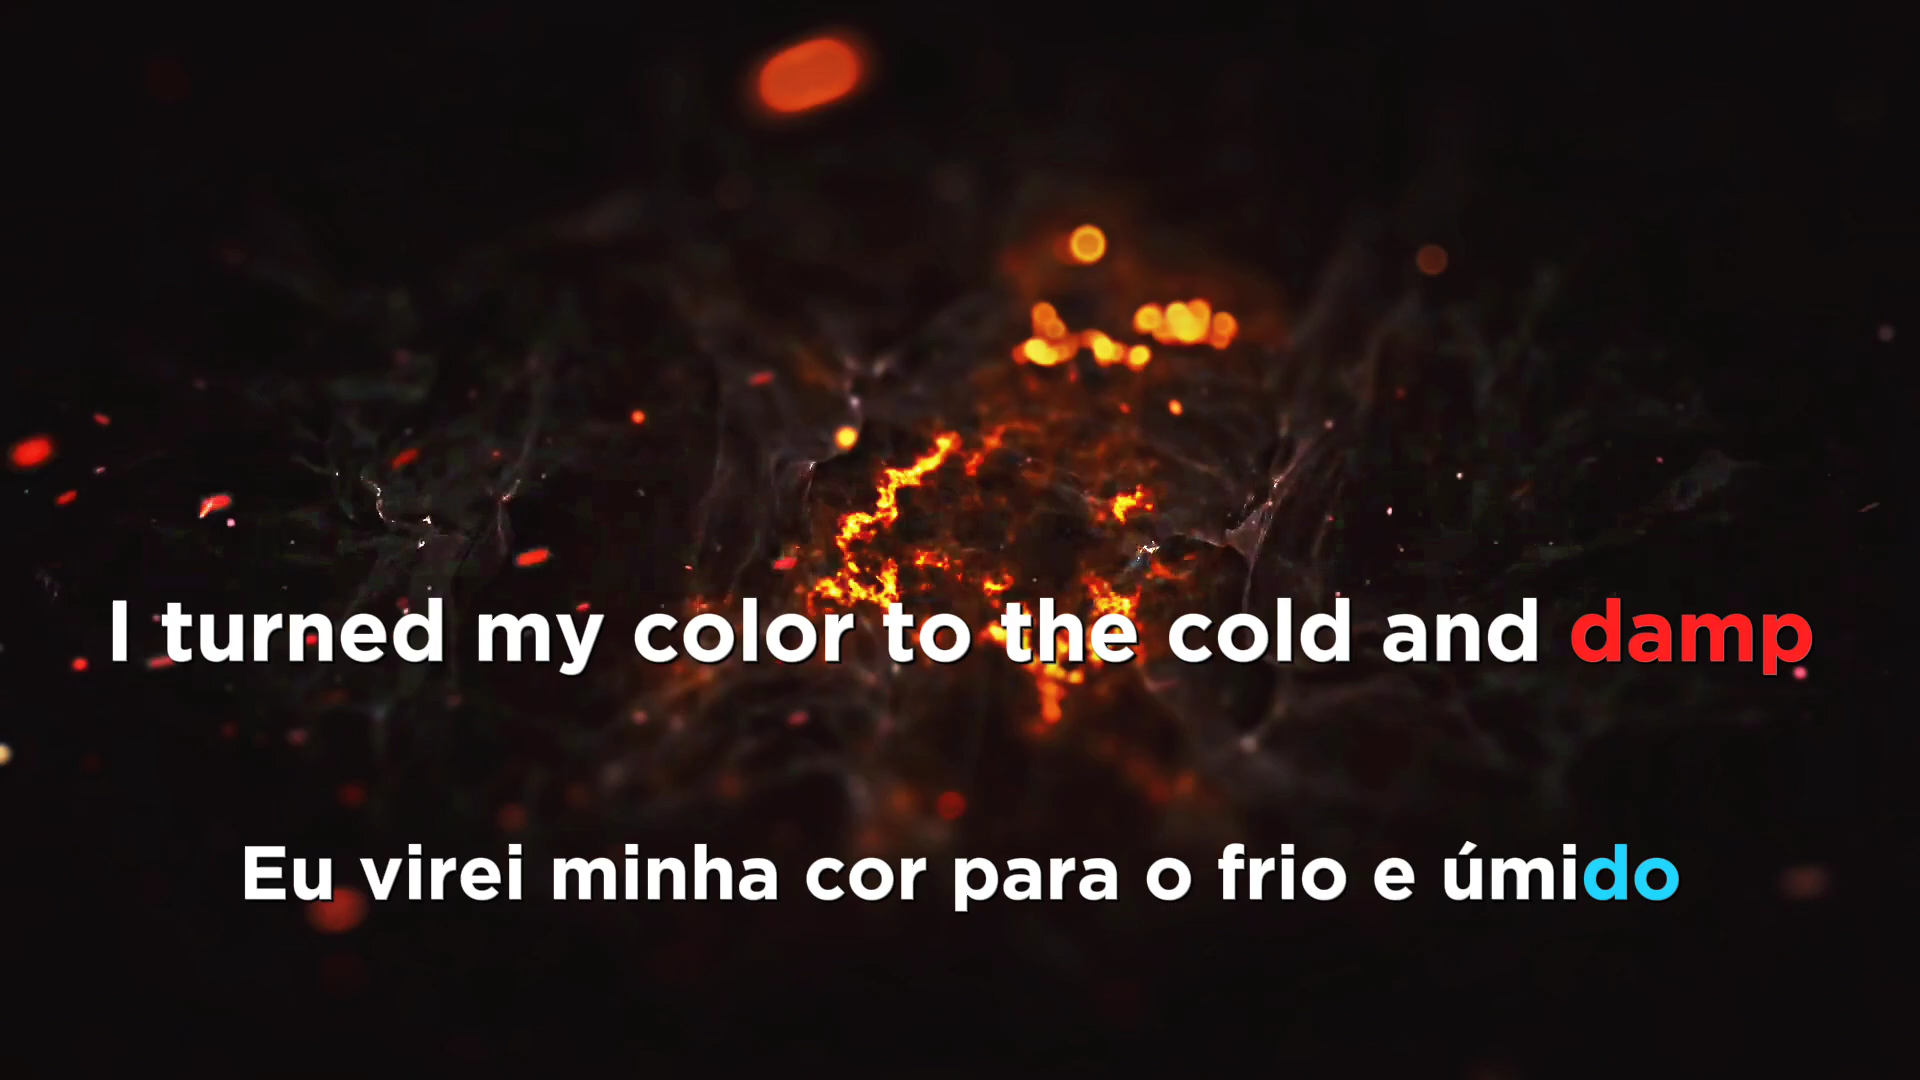 I turned my color to the cold and damp
Eu virei minha cor para o frio e úmido